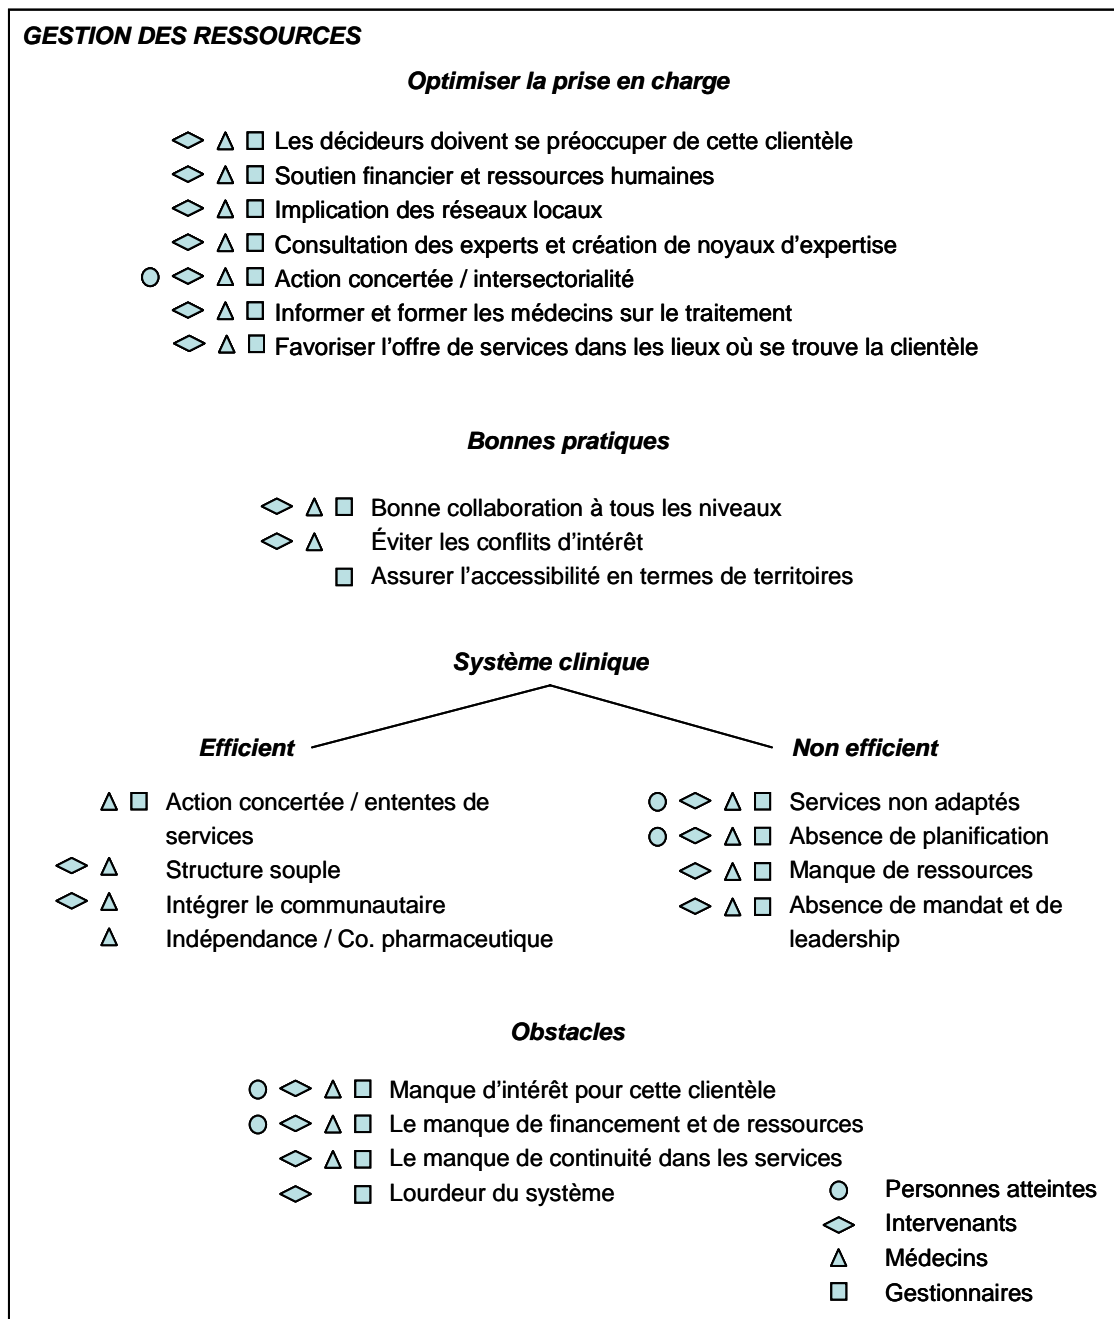 GESTION DES RESSOURCES
Optimiser la prise en charge
Les décideurs doivent se préoccuper de cette clientèle
Soutien financier et ressources humaines
Implication des réseaux locaux
Consultation des experts et création de noyaux d'expertise
Action concertée / intersectorialité
Informer et former les médecins sur le traitement
Favoriser l'offre de services dans les lieux où se trouve la clientèle
Bonnes pratiques
Bonne collaboration à tous les niveaux
Éviter les conflits d'intérêt
Assurer l'accessibilité en termes de territoires
Système clinique
Efficient
Action concertée / ententes de
services
Structure souple
Intégrer le communautaire
Indépendance / Co. pharmaceutique
Non efficient
Services non adaptés
Absence de planification
Manque de ressources
Absence de mandat et de
leadership
Obstacles
Manque d'intérêt pour cette clientèle
Le manque de financement et de ressources
Le manque de continuité dans les services
Lourdeur du système
Personnes atteintes
Intervenants
Médecins
Gestionnaires